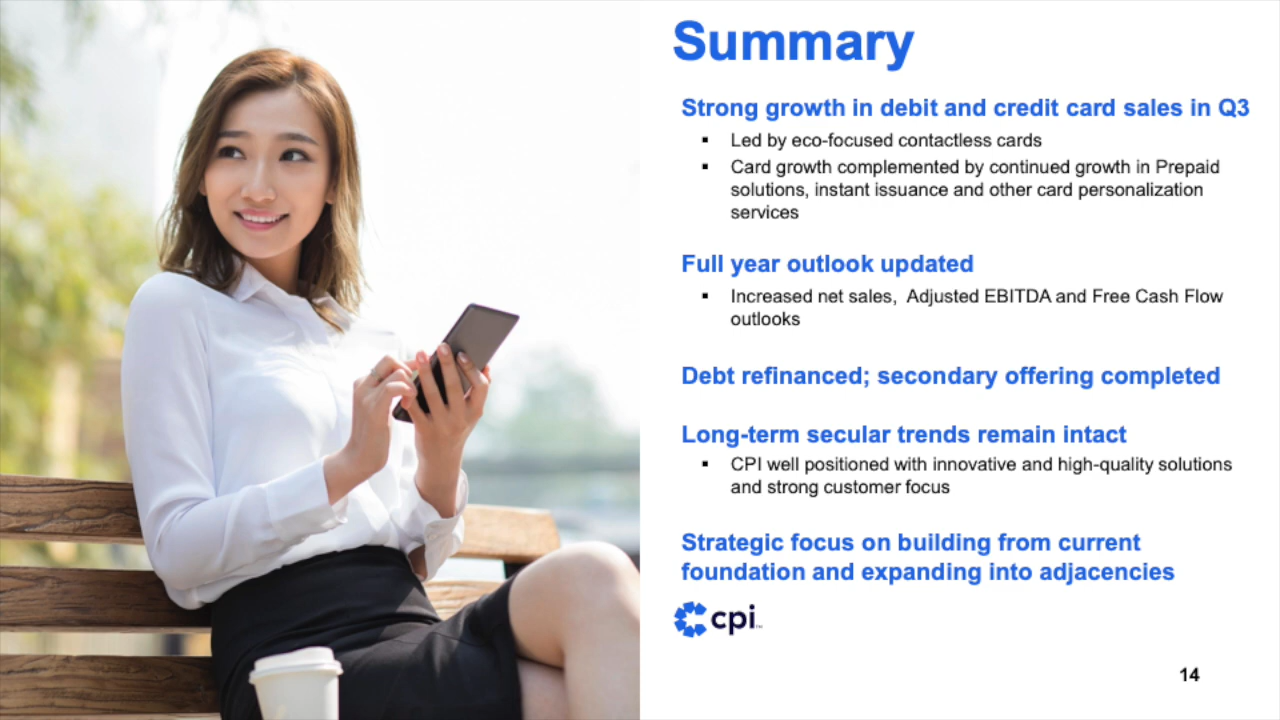 Summary
Strong growth in debit and credit card sales in Q3
▪ Led by eco-focused contactless cards
▪ Card growth complemented by continued growth in Prepaid
solutions, instant issuance and other card personalization
services
Full year outlook updated
▪ Increased net sales, Adjusted EBITDA and Free Cash Flow
outlooks
Debt refinanced; secondary offering completed
Long-term secular trends remain intact
▪ CPI well positioned with innovative and high-quality solutions
and strong customer focus
Strategic focus on building from current
foundation and expanding into adjacencies
cpi™
14